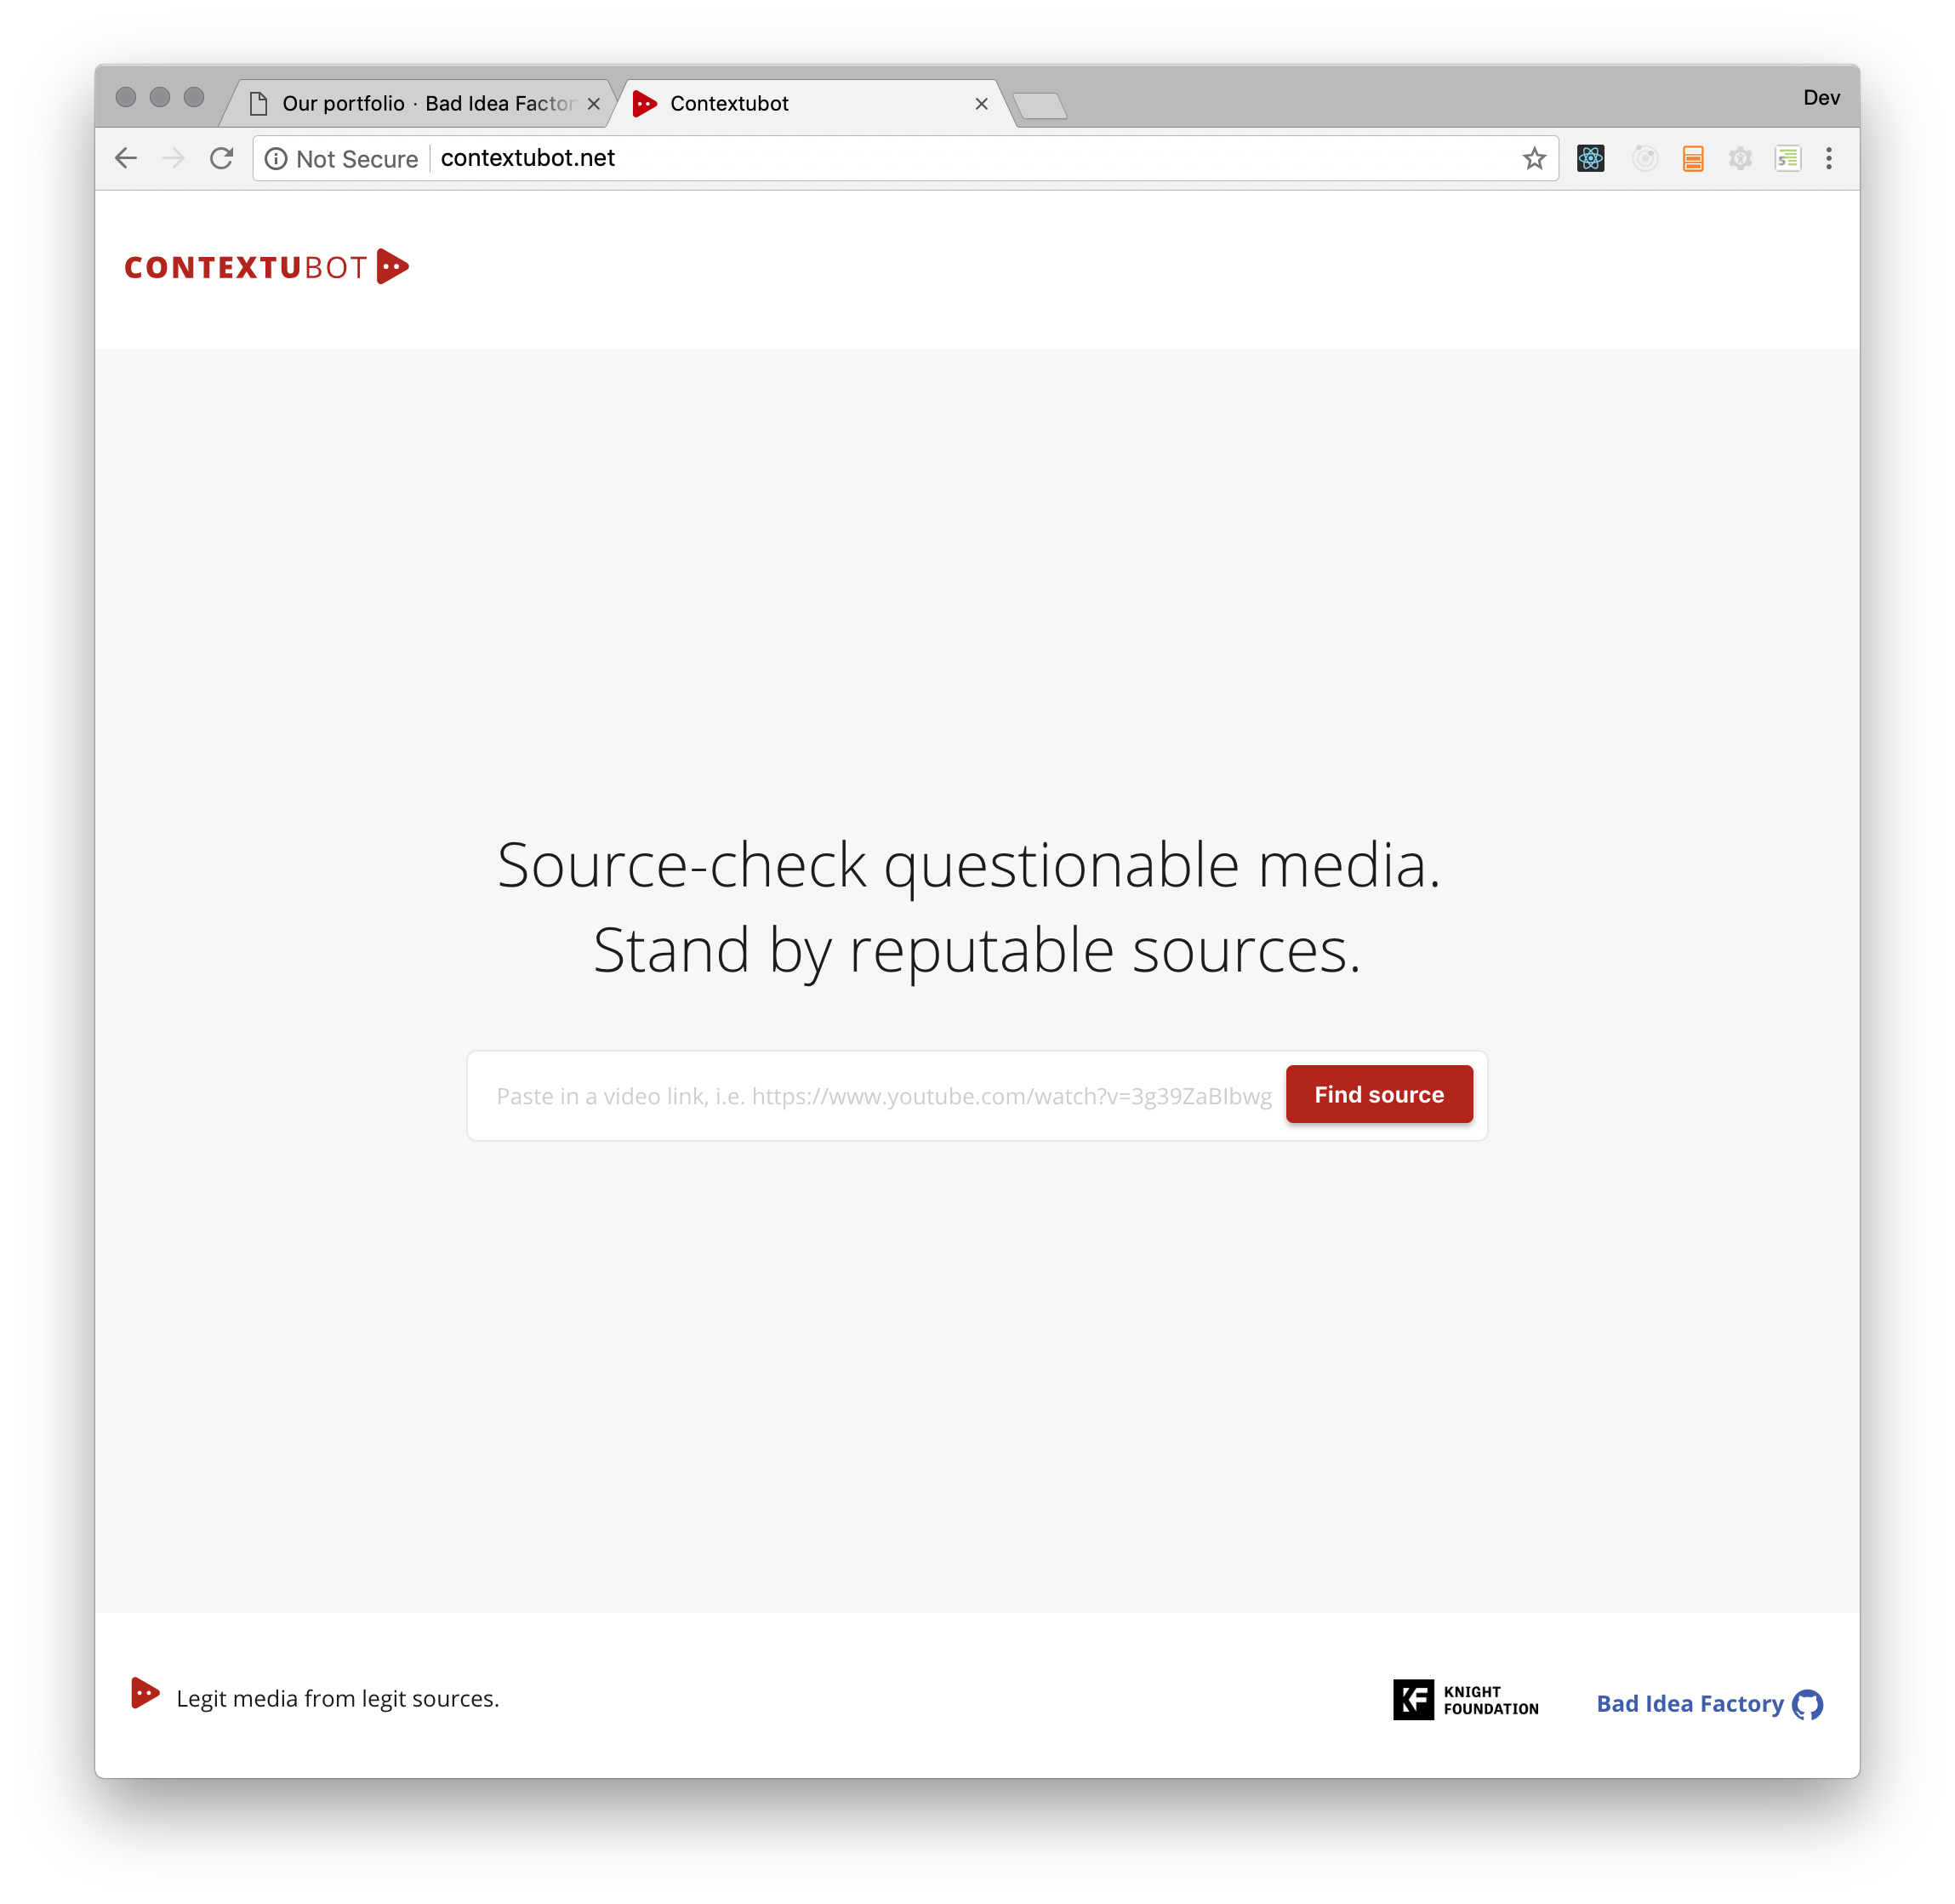 Our portfolio · Bad Idea Factor
Contextubot
Dev
Not Secure
contextubot.net
CONTEXTUBOT
Source-check questionable media.
Stand by reputable sources.
Paste in a video link, i.e. https://www.youtube.com/watch?v=3g39ZaBIbwg
Find source
Legit media from legit sources.
KNIGHT
FOUNDATION
Bad Idea Factory